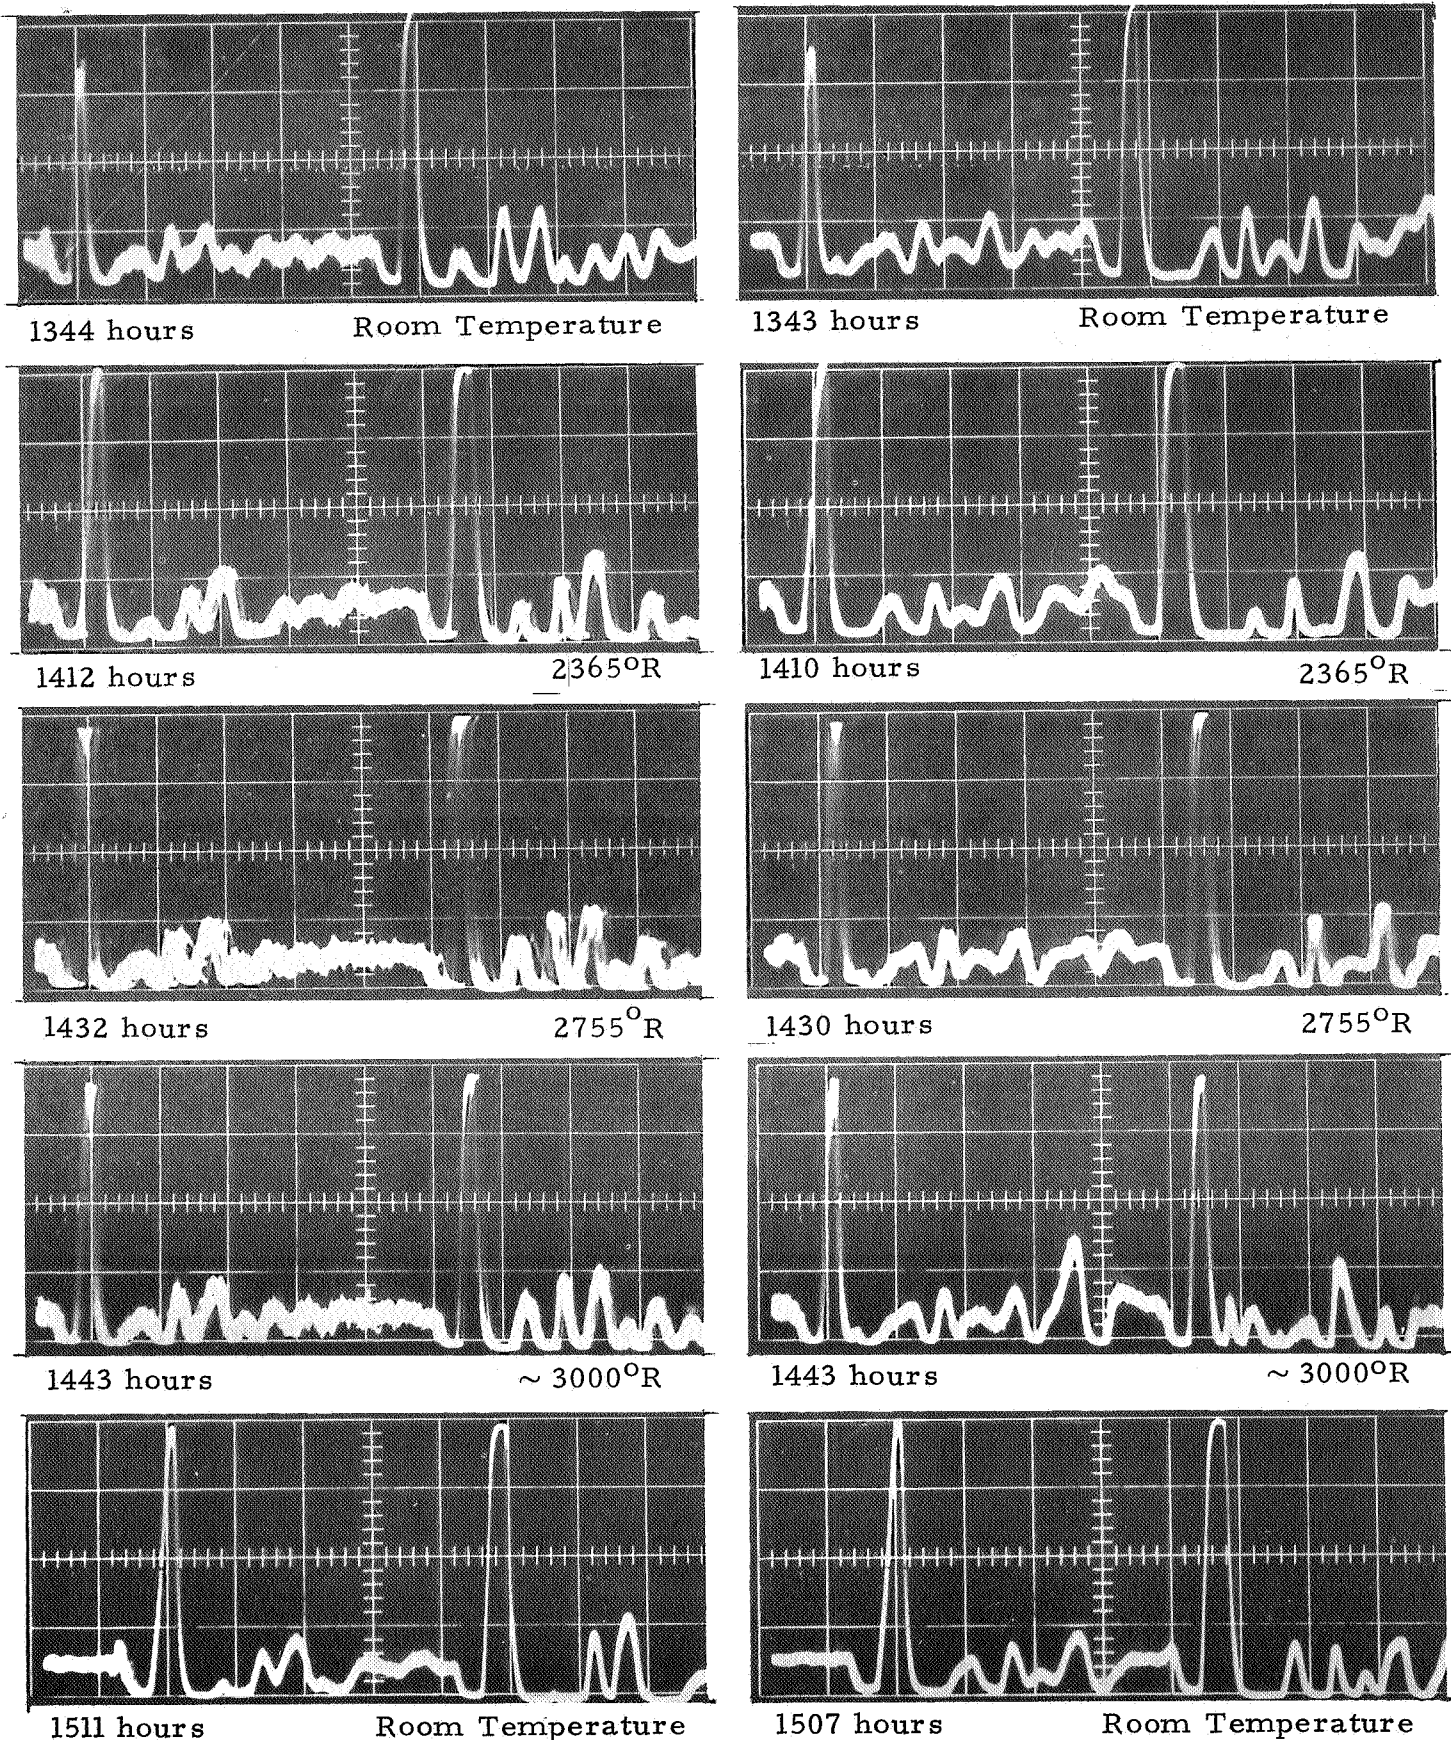 1344 hours Room Temperature
1343 hours Room Temperature
1412 hours 2365°R
1410 hours 2365°R
1432 hours 2755°R
1430 hours 2755°R
1443 hours ~ 3000°R
1443 hours ~ 3000°R
1511 hours Room Temperature
1507 hours Room Temperature